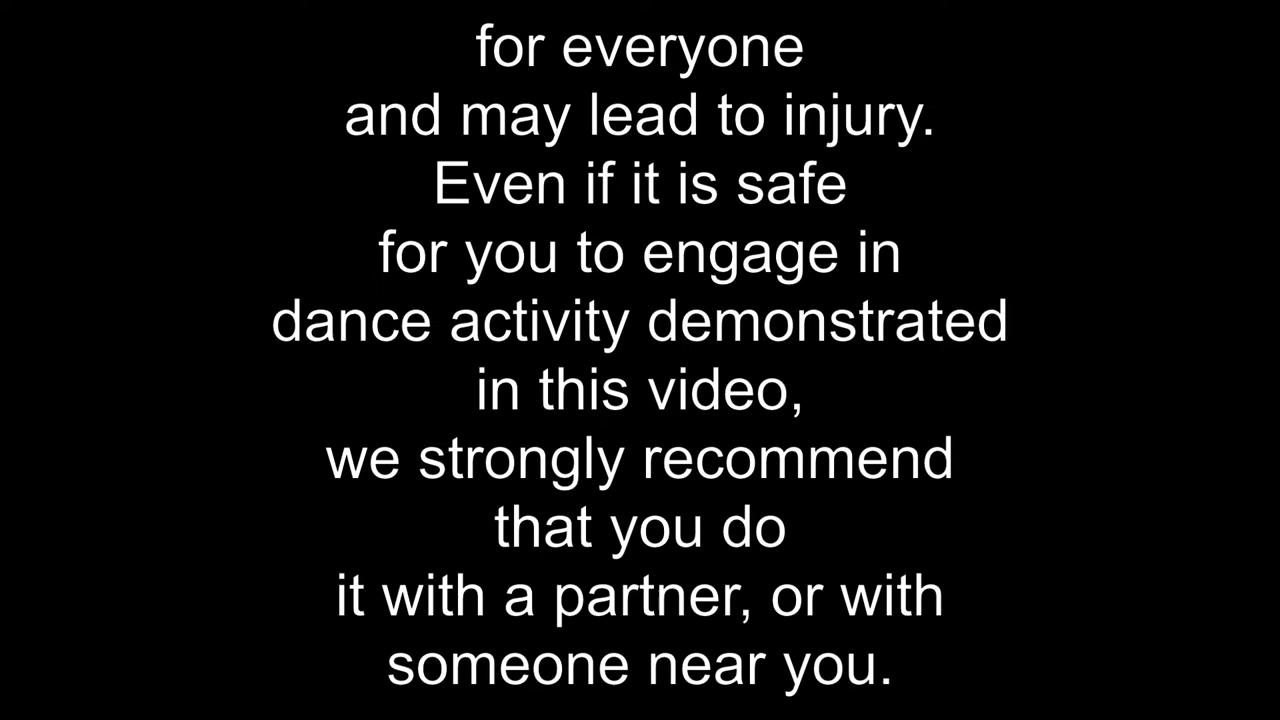 for everyone
and may lead to injury.
Even if it is safe
for you to engage in
dance activity demonstrated
in this video,
we strongly recommend
that you do
it with a partner, or with
someone near you.